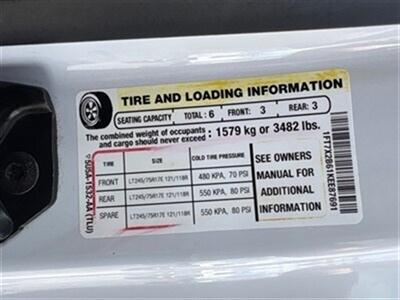 TIRE AND LOADING INFORMATION
SEATING CAPACITY TOTAL: 6 FRONT: 3 REAR: 3
The combined weight of occupants and cargo should never exceed : 1579 kg or 3482 lbs.
TIRE SIZE COLD TIRE PRESSURE
FRONT LT245/75R17E 121/118R 480 KPA, 70 PSI
REAR LT245/75R17E 121/118R 550 KPA, 80 PSI
SPARE LT245/75R17E 121/118R 550 KPA, 80 PSI
SEE OWNERS
MANUAL FOR
ADDITIONAL
INFORMATION
1FT7X2B61KEE87691